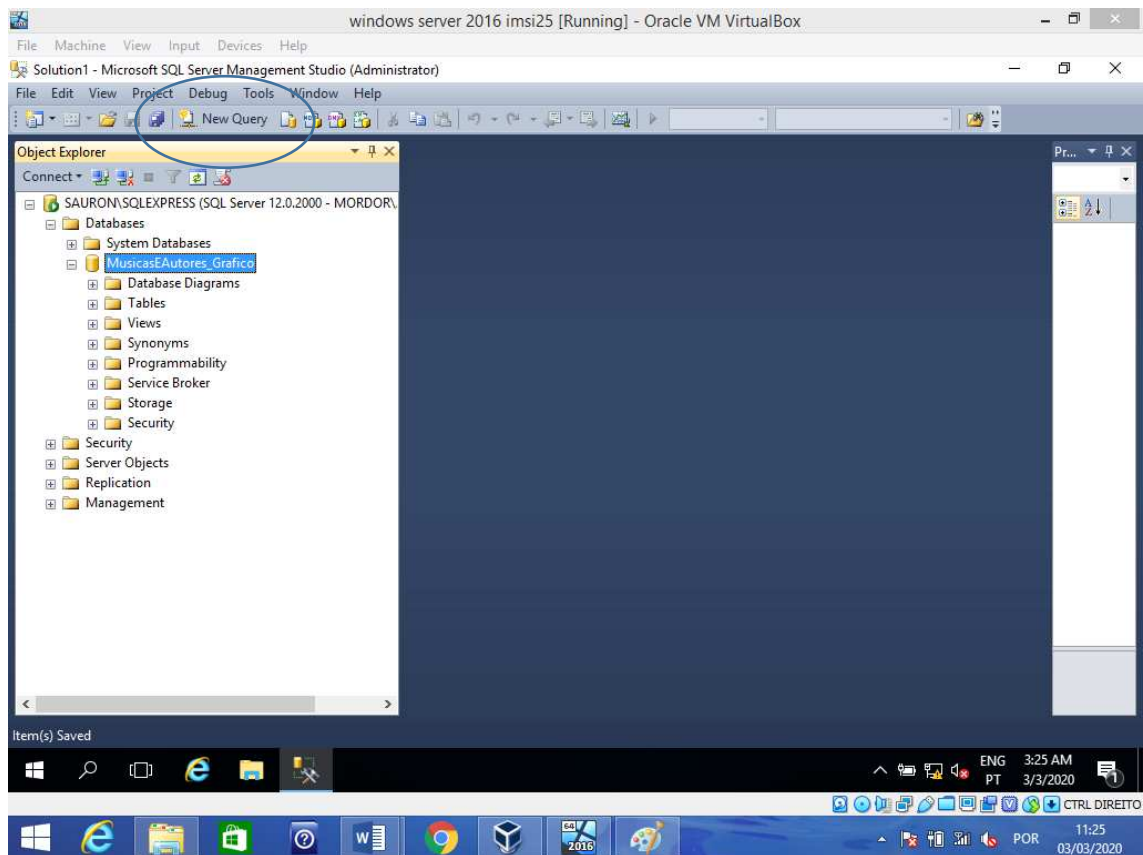 windows server 2016 imsi25 [Running] - Oracle VM VirtualBox
File Machine View Input Devices Help
Solution1 - Microsoft SQL Server Management Studio (Administrator)
File Edit View Project Debug Tools Window Help
New Query
Object Explorer
Pr...
Connect
SAURON\SQLEXPRESS (SQL Server 12.0.2000 - MORDOR\
Databases
System Databases
MusicasEAutores_Grafico
Database Diagrams
Tables
Views
Synonyms
Programmability
Service Broker
Storage
Security
Security
Server Objects
Replication
Management
Item(s) Saved
ENG 3:25 AM
PT 3/3/2020
CTRL DIREITO
64
2016
POR 11:25
03/03/2020